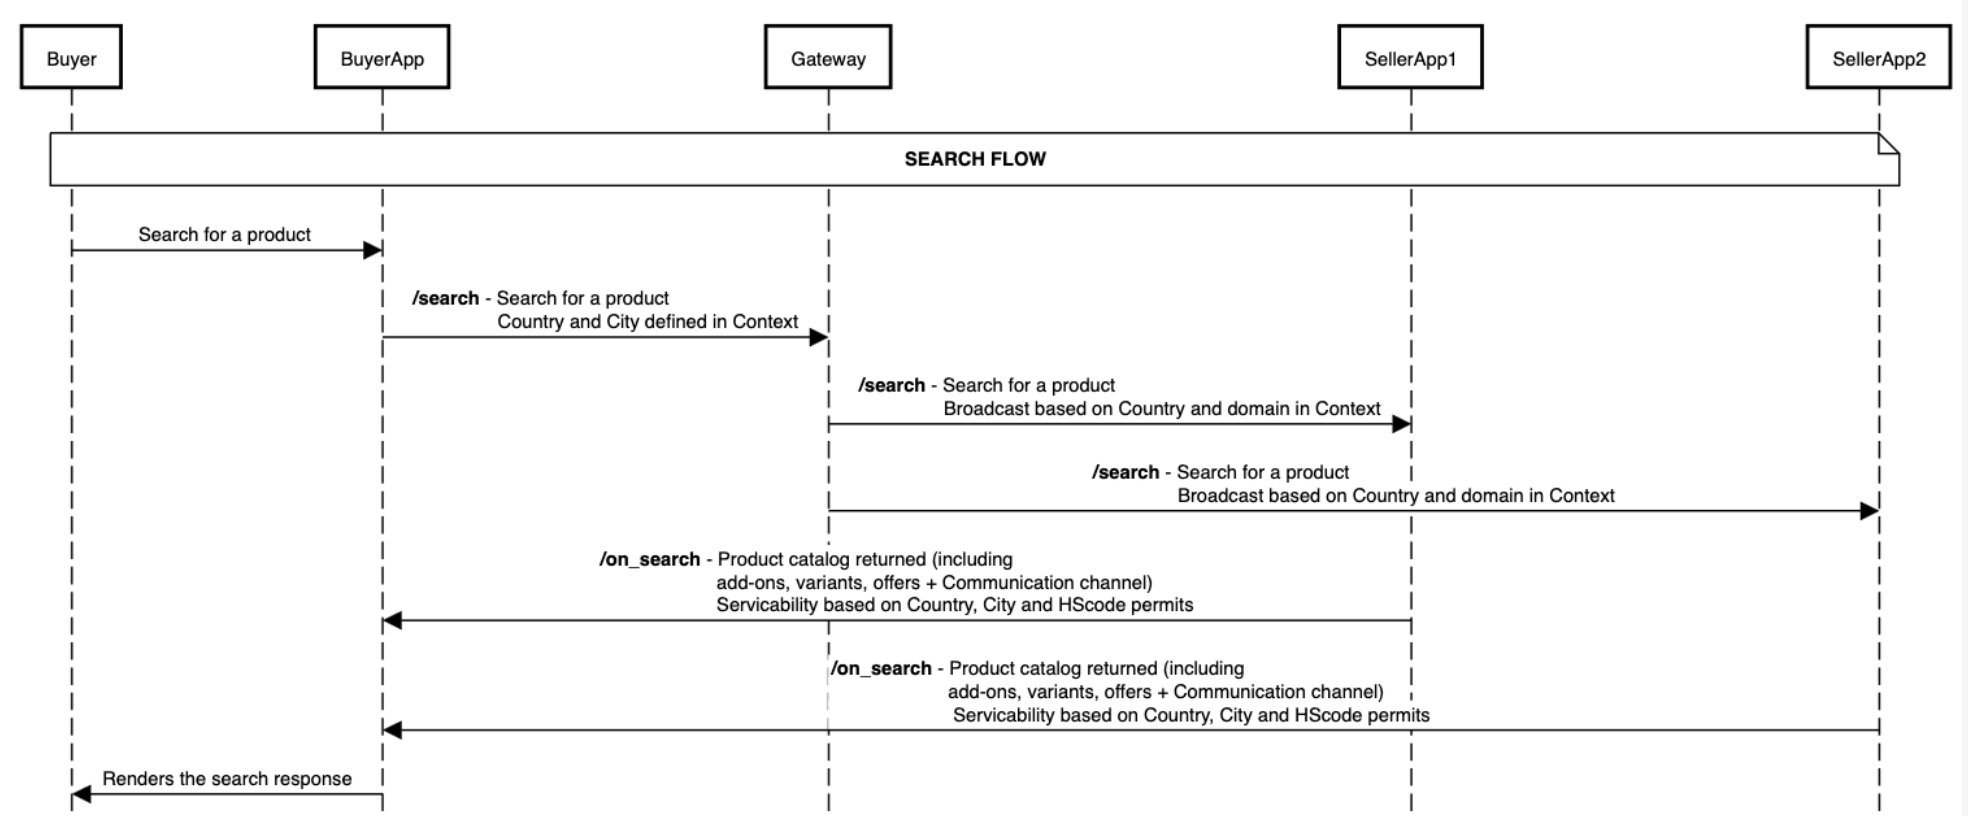 Buyer
BuyerApp
Gateway
SellerApp1
SellerApp2
SEARCH FLOW
Search for a product
/search - Search for a product
Country and City defined in Context
/search - Search for a product
Broadcast based on Country and domain in Context
/search - Search for a product
Broadcast based on Country and domain in Context
/on_search - Product catalog returned (including
add-ons, variants, offers + Communication channel)
Servicability based on Country, City and HScode permits
/on_search - Product catalog returned (including
add-ons, variants, offers + Communication channel)
Servicability based on Country, City and HScode permits
Renders the search response